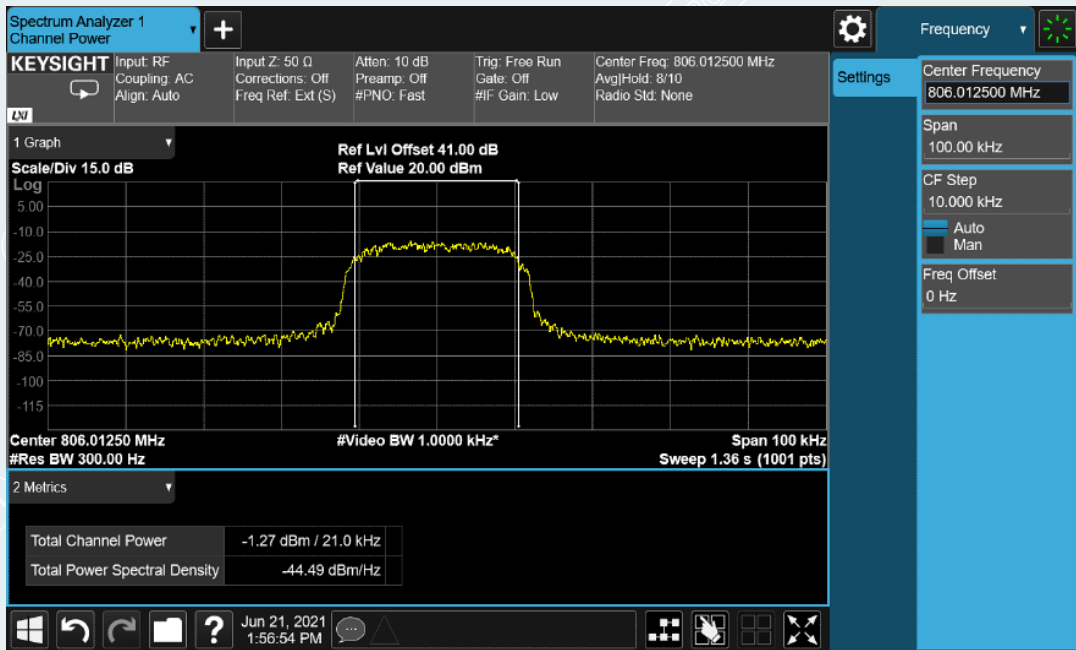 Spectrum Analyzer 1
Channel Power
+
Frequency
KEYSIGHT
LXI
Input: RF
Coupling: AC
Align: Auto
Input Z: 50 Ω
Corrections: Off
Freq Ref: Ext (S)
Atten: 10 dB
Preamp: Off
#PNO: Fast
Trig: Free Run
Gate: Off
#IF Gain: Low
Center Freq: 806.012500 MHz
Avg|Hold: 8/10
Radio Std: None
Settings
Center Frequency
806.012500 MHz
Span
100.00 kHz
CF Step
10.000 kHz
Auto
Man
Freq Offset
0 Hz
1 Graph
Scale/Div 15.0 dB
Ref Lvl Offset 41.00 dB
Ref Value 20.00 dBm
Log
5.00
-10.0
-25.0
-40.0
-55.0
-70.0
-85.0
-100
-115
Center 806.01250 MHz
#Video BW 1.0000 kHz*
Span 100 kHz
#Res BW 300.00 Hz
Sweep 1.36 s (1001 pts)
2 Metrics
Total Channel Power -1.27 dBm / 21.0 kHz
Total Power Spectral Density -44.49 dBm/Hz
?
Jun 21, 2021
1:56:54 PM